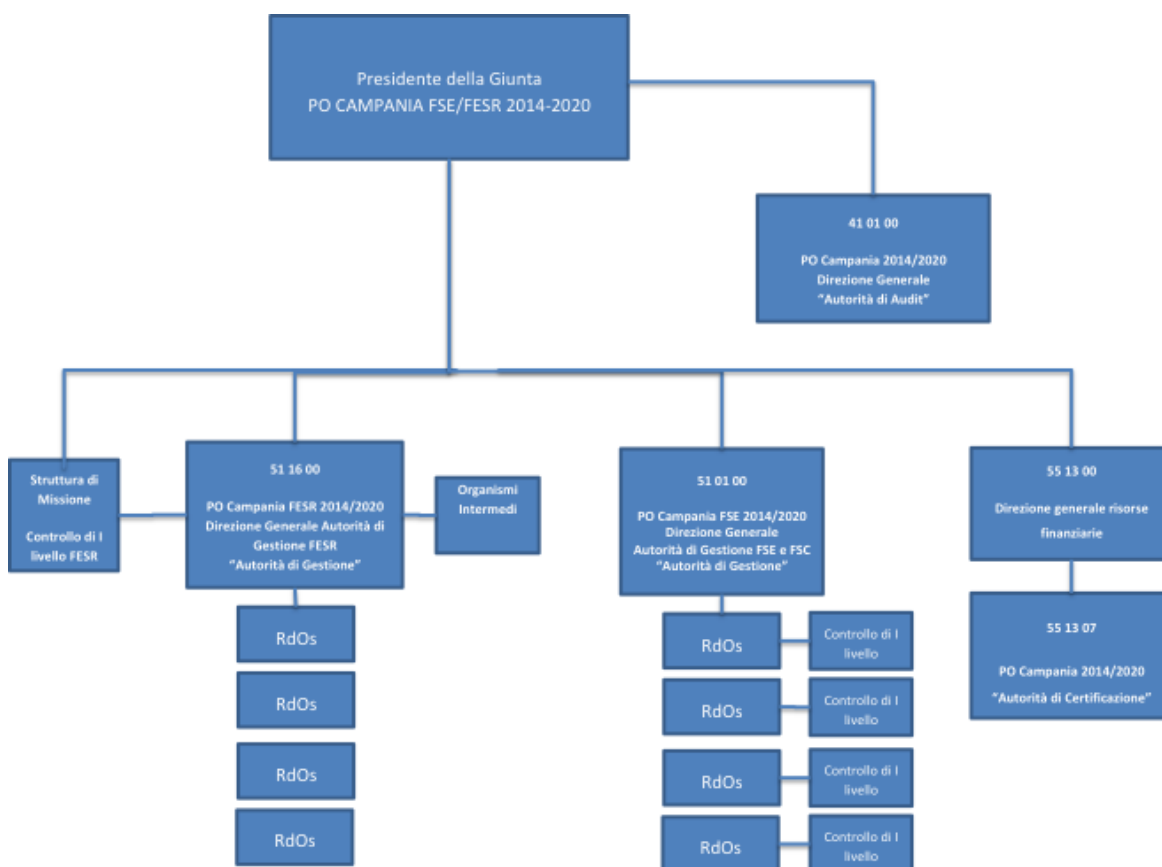 Presidente della Giunta
PO CAMPANIA FSE/FESR 2014-2020
41 01 00
PO Campania 2014/2020
Direzione Generale
“Autorità di Audit”
Struttura di
Missione
Controllo di I
livello FESR
51 16 00
PO Campania FESR 2014/2020
Direzione Generale Autorità di
Gestione FESR
“Autorità di Gestione”
Organismi
Intermedi
51 01 00
PO Campania FSE 2014/2020
Direzione Generale
Autorità di Gestione FSE e FSC
“Autorità di Gestione”
55 13 00
Direzione generale risorse
finanziarie
55 13 07
PO Campania 2014/2020
“Autorità di Certificazione”
RdOs
RdOs
RdOs
RdOs
RdOs
Controllo di I
livello
RdOs
Controllo di I
livello
RdOs
Controllo di I
livello
RdOs
Controllo di I
livello